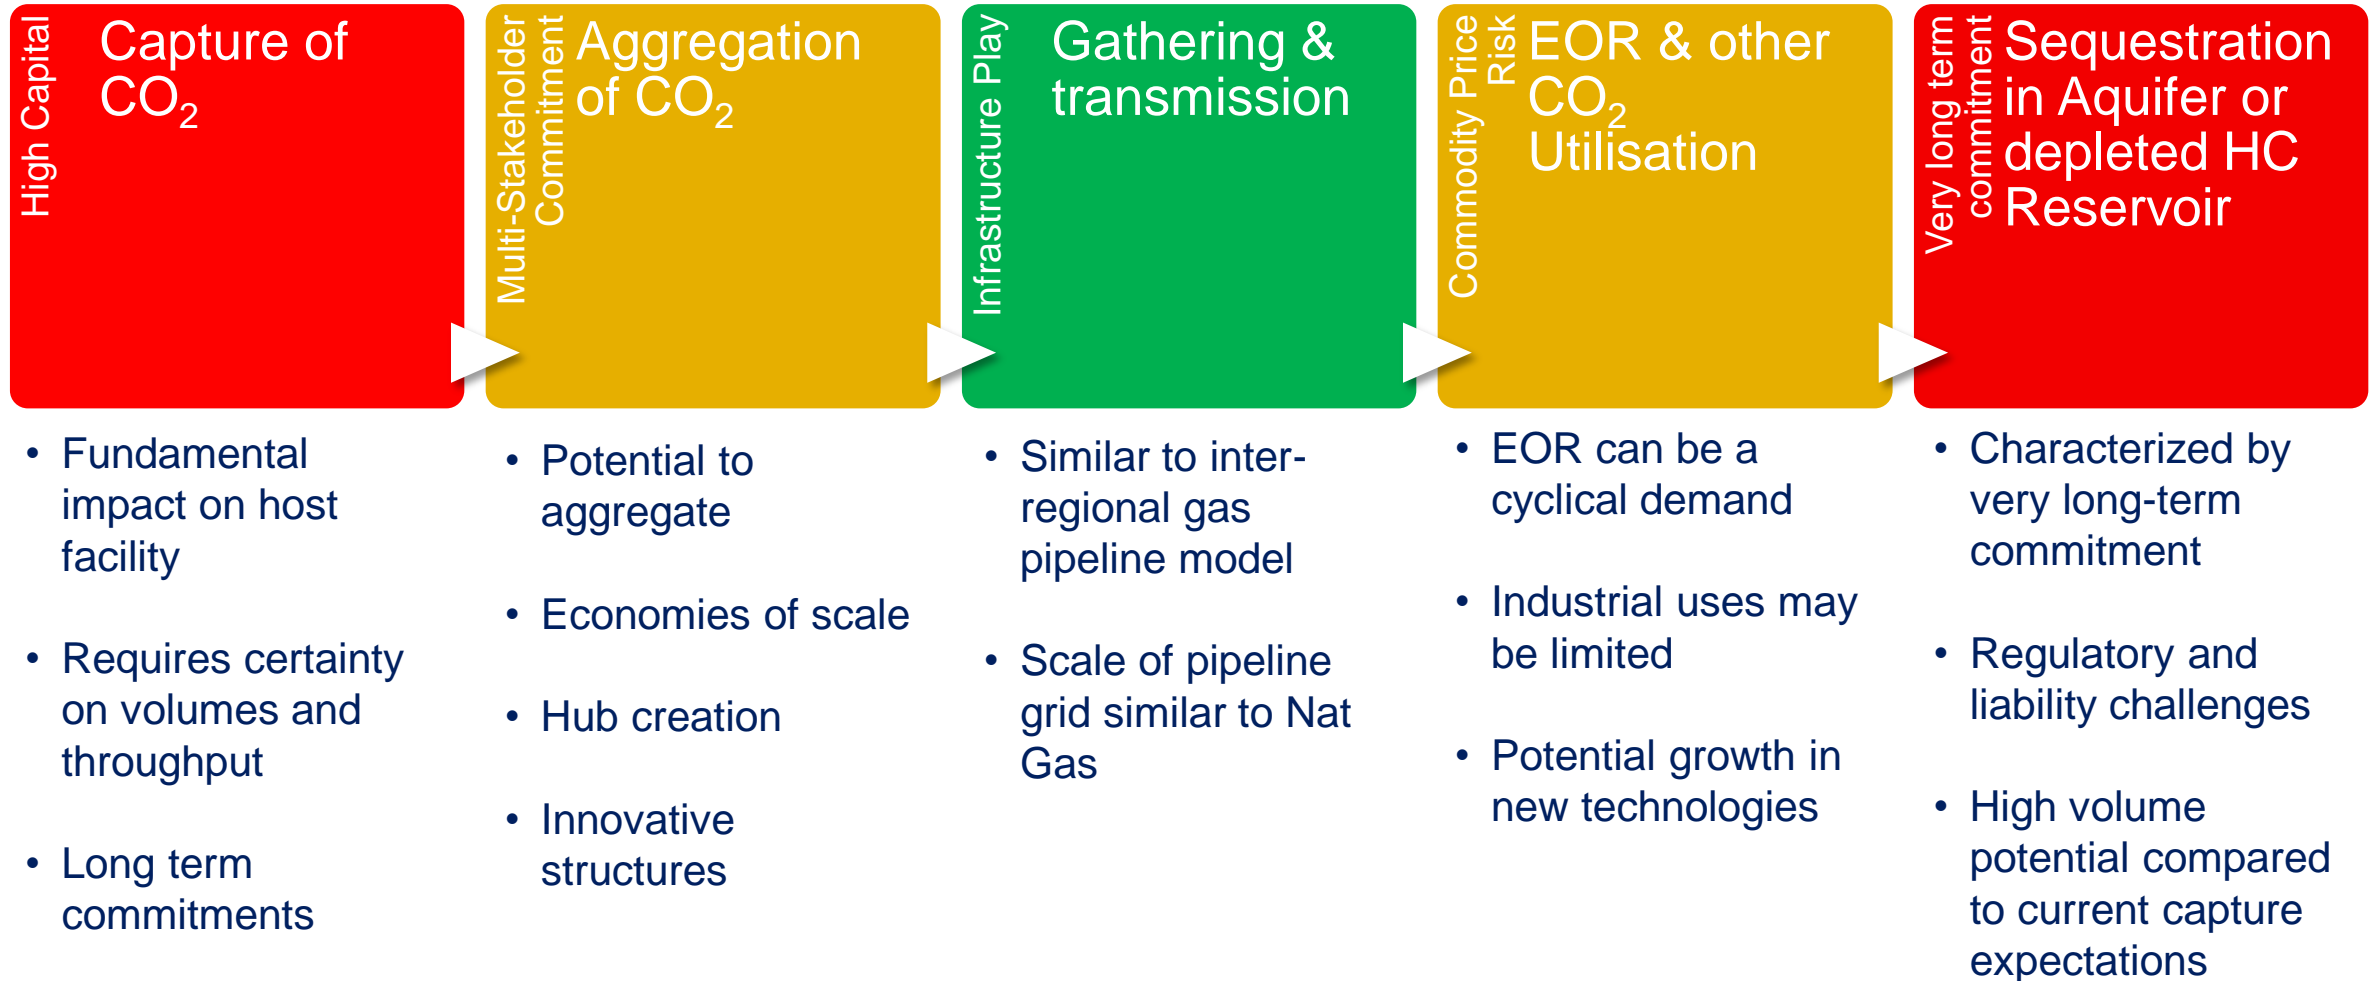 High Capital
Capture of
CO₂
Multi-Stakeholder
Commitment
Aggregation
of CO₂
Infrastructure Play
Gathering &
transmission
Commodity Price
Risk
EOR & other
CO₂
Utilisation
Very long term
commitment
Sequestration
in Aquifer or
depleted HC
Reservoir
• Fundamental
impact on host
facility
• Requires certainty
on volumes and
throughput
• Long term
commitments
• Potential to
aggregate
• Economies of scale
• Hub creation
• Innovative
structures
• Similar to inter-
regional gas
pipeline model
• Scale of pipeline
grid similar to Nat
Gas
• EOR can be a
cyclical demand
• Industrial uses may
be limited
• Potential growth in
new technologies
• Characterized by
very long-term
commitment
• Regulatory and
liability challenges
• High volume
potential compared
to current capture
expectations